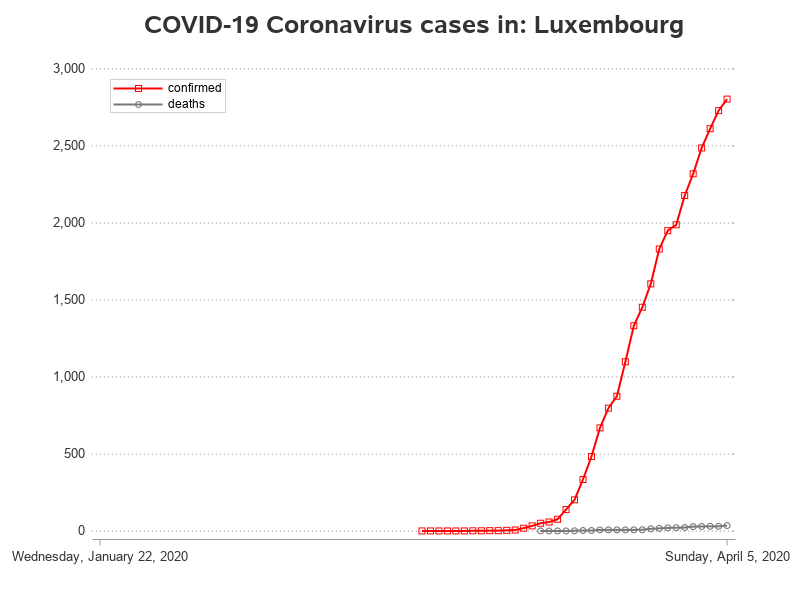 COVID-19 Coronavirus cases in: Luxembourg
3,000
confirmed
deaths
2,500
2,000
1,500
1,000
500
0
Wednesday, January 22, 2020
Sunday, April 5, 2020